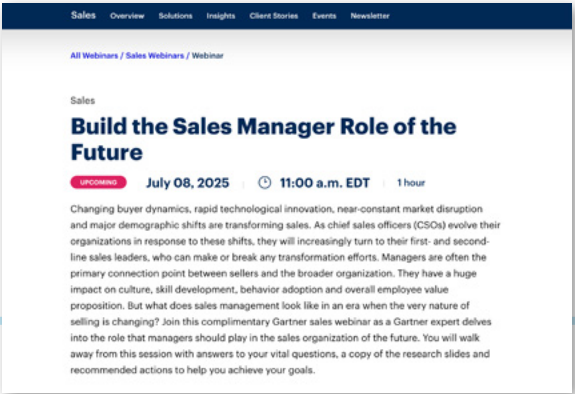 Sales Overview Solutions Insights Client Stories Events Newsletter
All Webinars / Sales Webinars / Webinar
Sales
Build the Sales Manager Role of the
Future
UPCOMING July 08, 2025 11:00 a.m. EDT 1 hour
Changing buyer dynamics, rapid technological innovation, near-constant market disruption
and major demographic shifts are transforming sales. As chief sales officers (CSOs) evolve their
organizations in response to these shifts, they will increasingly turn to their first- and second-
line sales leaders, who can make or break any transformation efforts. Managers are often the
primary connection point between sellers and the broader organization. They have a huge
impact on culture, skill development, behavior adoption and overall employee value
proposition. But what does sales management look like in an era when the very nature of
selling is changing? Join this complimentary Gartner sales webinar as a Gartner expert delves
into the role that managers should play in the sales organization of the future. You will walk
away from this session with answers to your vital questions, a copy of the research slides and
recommended actions to help you achieve your goals.